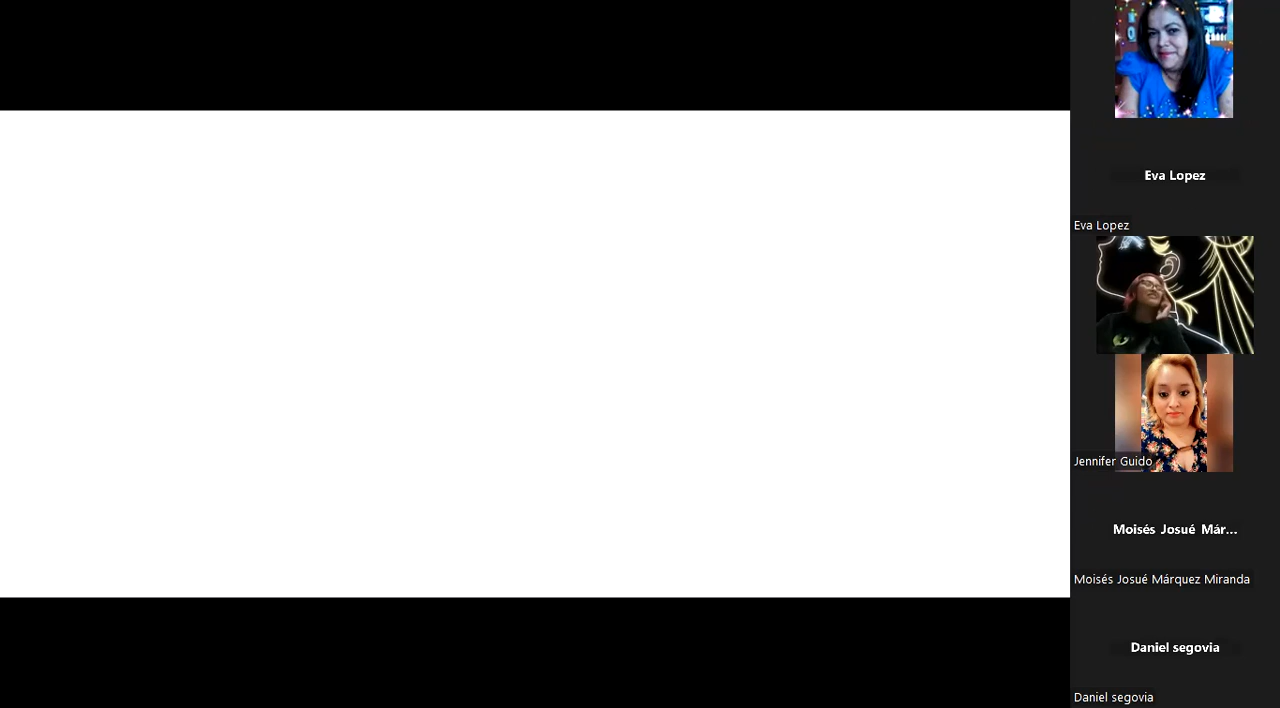 Eva Lopez
Eva Lopez
Jennifer Guido
Moisés Josué Már...
Moisés Josué Márquez Miranda
Daniel segovia
Daniel segovia